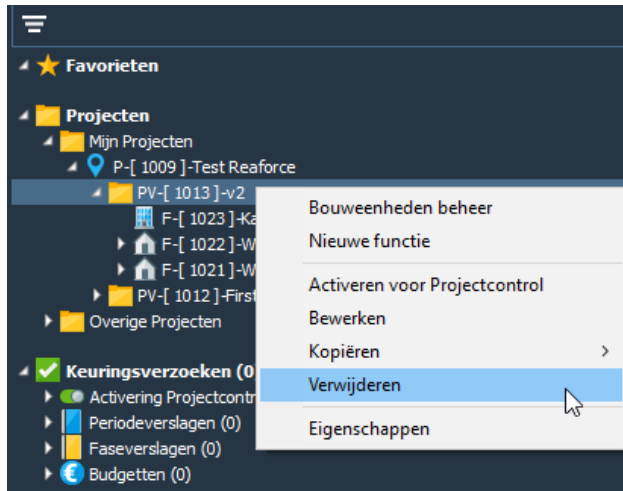 Favorieten
Projecten
Mijn Projecten
P-[ 1009 ]-Test Reaforce
PV-[ 1013 ]-v2
F-[ 1023 ]-Ka
F-[ 1022 ]-W
F-[ 1021 ]-W
PV-[ 1012 ]-First
Overige Projecten
Keuringsverzoeken (0
Activering Projectcontr
Periodeverslagen (0)
Faseverslagen (0)
Budgetten (0)
Bouweenheden beheer
Nieuwe functie
Activeren voor Projectcontrol
Bewerken
Kopiëren
Verwijderen
Eigenschappen